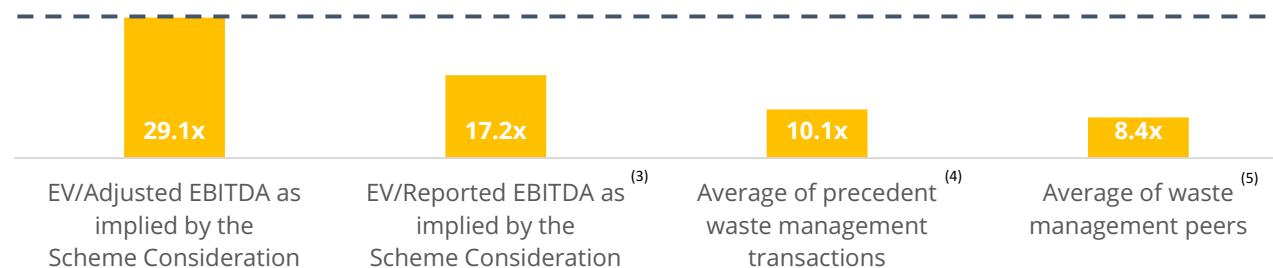 29.1x
17.2x
10.1x
8.4x
EV/Adjusted EBITDA as
implied by the
Scheme Consideration
EV/Reported EBITDA as (3)
implied by the
Scheme Consideration
Average of precedent (4)
waste management
transactions
Average of waste (5)
management peers